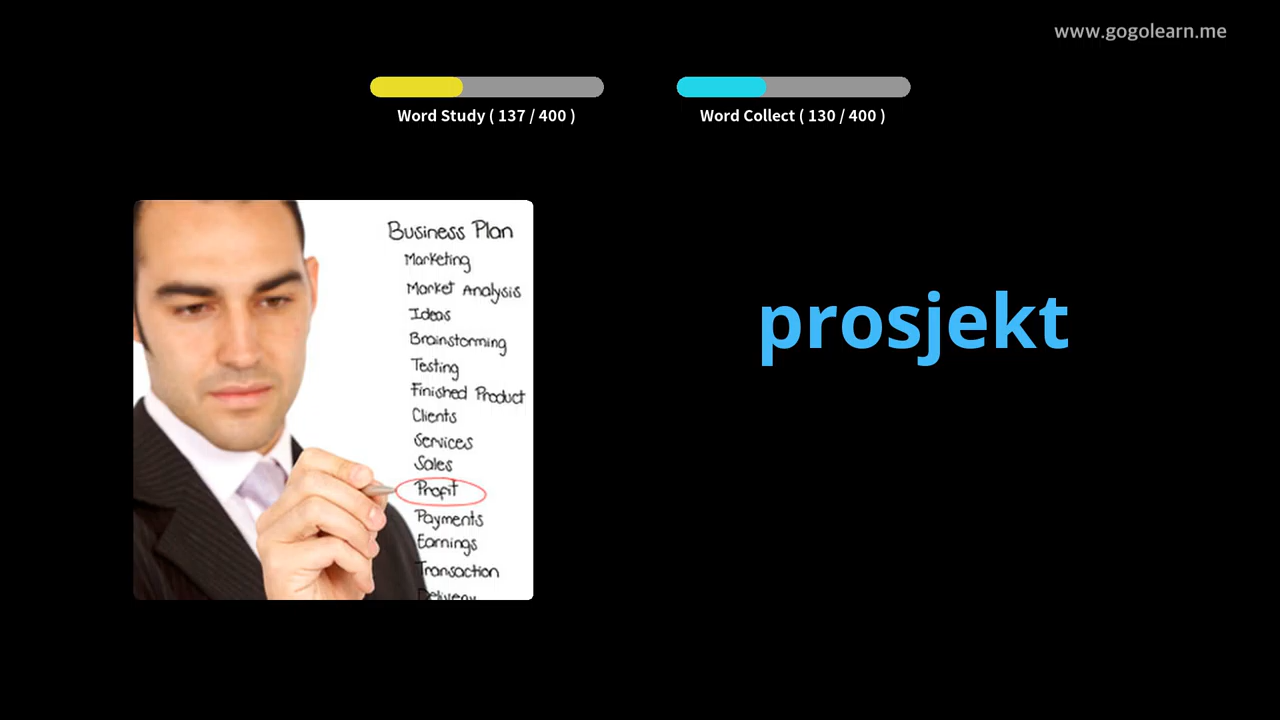 www.gogolearn.me
Word Study ( 137 / 400 )
Word Collect ( 130 / 400 )
Business Plan
Marketing
Market Analysis
Ideas
Brainstorming
Testing
Finished Product
Clients
Services
Sales
Profit
Payments
Earnings
Transaction
Delivery
prosjekt